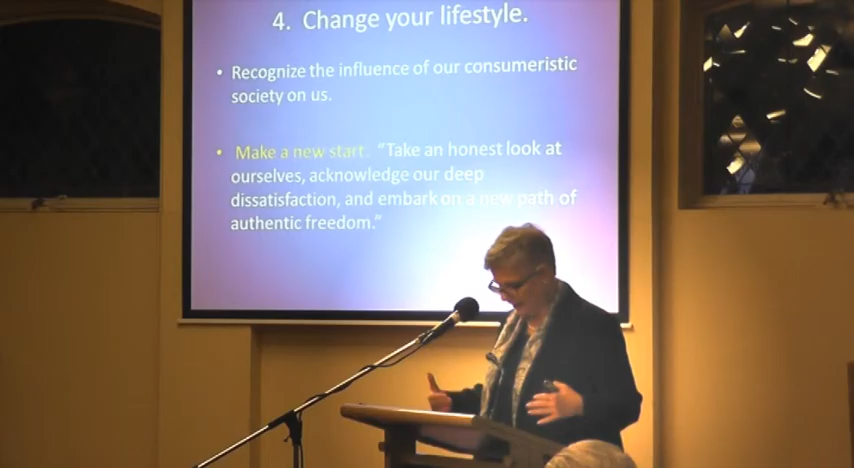 4. Change your lifestyle.
• Recognize the influence of our consumeristic
society on us.
• Make a new start. "Take an honest look at
ourselves, acknowledge our deep
dissatisfaction, and embark on a new path of
authentic freedom."